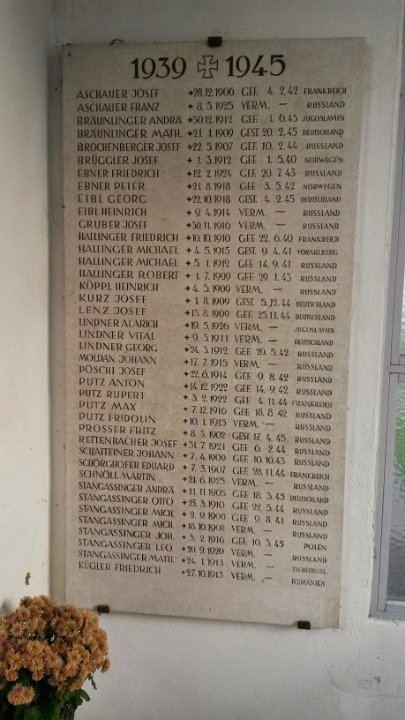 1939 1945
ASCHAUER JOSEF +28.12.1906 GEF. 4. 2.42 FRANKREICH
ASCHAUER FRANZ + 8. 5.1925 VERM. — RUSSLAND
BRÄUNLINGER ANDRÄ +30.12.1912 GEF. 1. 6.43 JUGOSLAVIEN
BRÄUNLINGER MATH. +21. 1.1909 GEST. 20. 2.45 DEUTSCHLAND
BROCHENBERGER JOSEF +22. 5.1907 GEF. 10. 2.44 RUSSLAND
BRÜGGLER JOSEF + 1. 3.1912 GEF. 1. 5.40 NORWEGEN
EBNER FRIEDRICH +12. 2.1924 GEF. 20. 7.43 RUSSLAND
EBNER PETER +21. 8.1918 GEF. 5. 5.42 NORWEGEN
EIBL GEORG +22.10.1918 GEST. 4. 2.45 DEUTSCHLAND
EIBL HEINRICH + 9. 4.1914 VERM. — RUSSLAND
GRUBER JOSEF +30.11.1916 VERM. — RUSSLAND
HALLINGER FRIEDRICH +10.10.1910 GEF. 22. 6.40 FRANKREICH
HALLINGER MICHAEL + 4. 5.1915 GEST. 9. 4.41 VORARLBERG
HALLINGER MICHAEL + 5. 1.1912 GEF. 14. 9.41 RUSSLAND
HALLINGER ROBERT + 1. 7.1909 GEF. 29. 1.43 RUSSLAND
KÖPPL HEINRICH + 4. 3.1909 VERM. — RUSSLAND
KURZ JOSEF + 1. 8.1909 GEST. 5.12.44 DEUTSCHLAND
LENZ JOSEF +13. 8.1909 GEF. 25.11.44 DEUTSCHLAND
LINDNER ALARICH +19. 5.1926 VERM. — JUGOSLAVIEN
LINDNER VITAL + 9. 3.1911 VERM. — DEUTSCHLAND
LINDNER GEORG +24. 3.1912 GEF. 20. 5.42 RUSSLAND
MOLDAN JOHANN +17. 7.1915 VERM. — RUSSLAND
PÖSCHL JOSEF +22. 6.1914 GEF. 9. 8.42 RUSSLAND
PUTZ ANTON +14.12.1922 GEF. 14. 9.42 RUSSLAND
PUTZ RUPERT + 3. 2.1922 GEF. 4. 11.44 FRANKREICH
PUTZ MAX + 7.12.1916 GEF. 18. 8.42 RUSSLAND
PUTZ FRIDOLIN +10. 1.1913 VERM. — RUSSLAND
PROSSER FRITZ + 8. 3.1902 GEST. 17. 4.45 RUSSLAND
RETTENBACHER JOSEF +31. 7.1921 GEF. 6. 2.44 RUSSLAND
SCHATTEINER JOHANN + 7. 4.1909 GEF. 10.10.43 RUSSLAND
SCHÖRGHOFER EDUARD + 7. 3.1907 GEF. 28.11.44 FRANKREICH
SCHNÖLL MARTIN +21. 6.1925 VERM. — RUSSLAND
STANGASSINGER ANDRÄ +11.11.1905 GEF. 18. 3.45 DEUTSCHLAND
STANGASSINGER OTTO +25. 3.1910 GEF. 22. 5.44 RUSSLAND
STANGASSINGER MICH. + 2. 9.1906 GEF. 9. 8.41 RUSSLAND
STANGASSINGER MICH. +18.10.1908 VERM. — RUSSLAND
STANGASSINGER JOH. + 3. 2.1916 GEF. 10. 3.45 POLEN
STANGASSINGER LEO. +20. 9.1920 VERM. — RUSSLAND
STANGASSINGER MATH. +24. 1.1913 VERM. — TSCHECHOSL.
KÜGLER FRIEDRICH +27.10.1913 VERM. — RUMÄNIEN